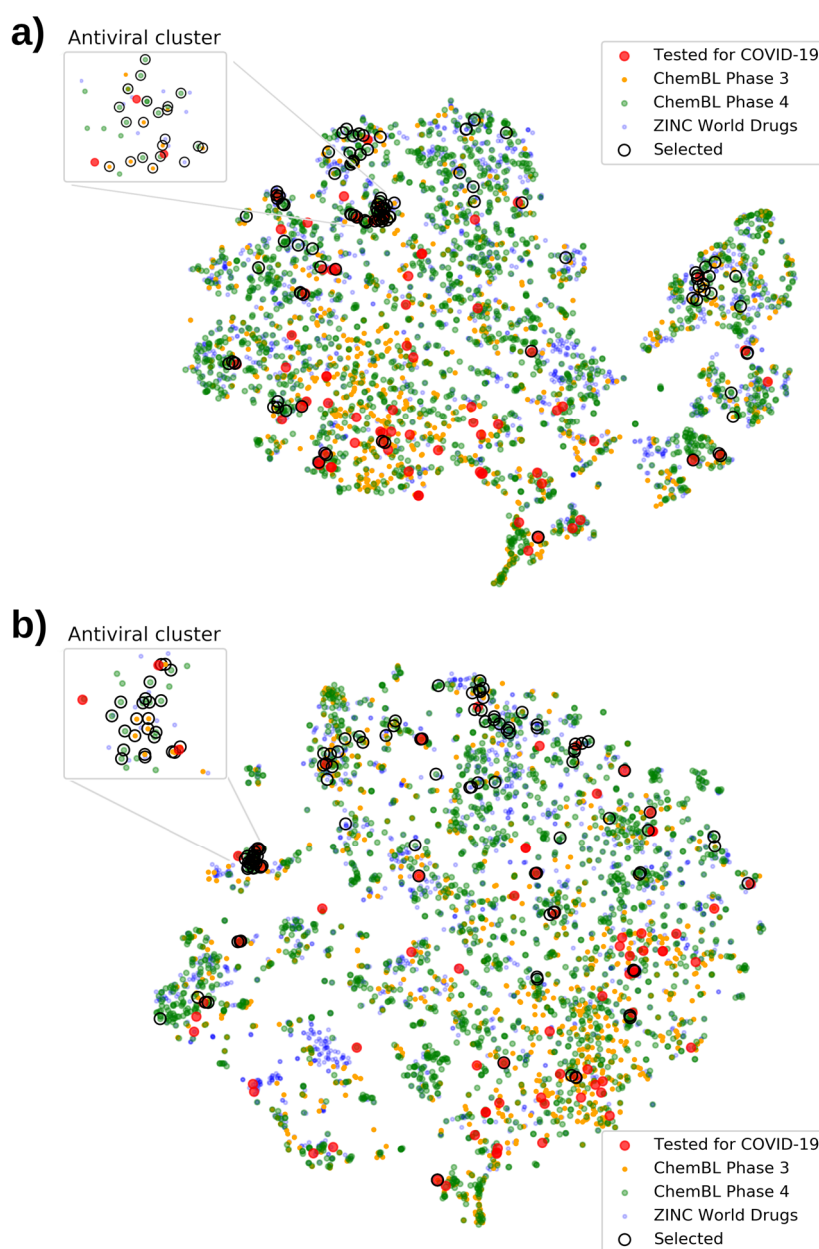 a)
Antiviral cluster
Tested for COVID-19
ChemBL Phase 3
ChemBL Phase 4
ZINC World Drugs
Selected
b)
Antiviral cluster
Tested for COVID-19
ChemBL Phase 3
ChemBL Phase 4
ZINC World Drugs
Selected